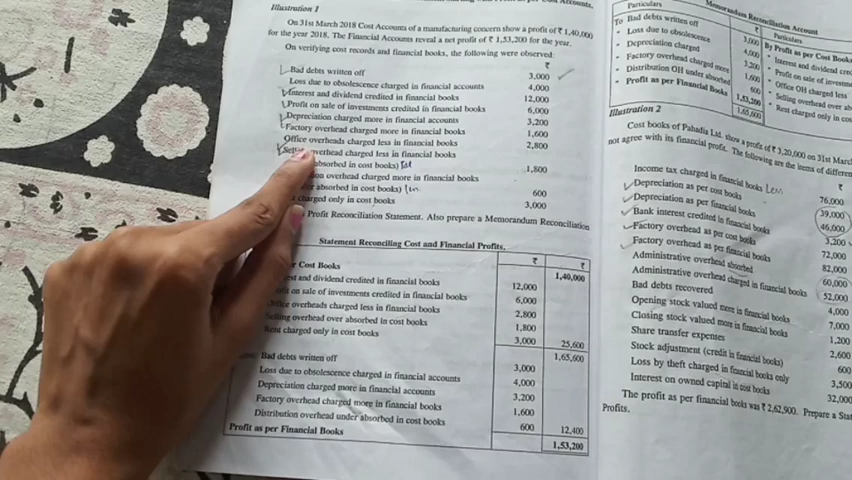 Illustration 1
On 31st March 2018 Cost Accounts of a manufacturing concern show a profit of ₹ 1,40,000
for the year 2018. The Financial Accounts reveal a net profit of ₹ 1,53,200 for the year.
On verifying cost records and financial books, the following were observed:
₹
Bad debts written off 3,000
Loss due to obsolescence charged in financial accounts 4,000
Interest and dividend credited in financial books 12,000
Profit on sale of investments credited in financial books 6,000
Depreciation charged more in financial accounts 3,200
Factory overhead charged more in financial books 1,600
Office overheads charged less in financial books 2,800
overhead charged less in financial books
absorbed in cost books) 1,800
overhead charged more in financial books
absorbed in cost books) 600
charged only in cost books 3,000
Profit Reconciliation Statement. Also prepare a Memorandum Reconciliation
Statement Reconciling Cost and Financial Profits.
₹ ₹
Cost Books 1,40,000
and dividend credited in financial books 12,000
on sale of investments credited in financial books 6,000
overheads charged less in financial books 2,800
Selling overhead over absorbed in cost books 1,800
Rent charged only in cost books 3,000 25,600
1,65,600
Bad debts written off 3,000
Loss due to obsolescence charged in financial accounts 4,000
Depreciation charged more in financial accounts 3,200
Factory overhead charged more in financial books 1,600
Distribution overhead under absorbed in cost books 600 12,400
Profit as per Financial Books 1,53,200
Memorandum Reconciliation Account
Particulars ₹ Particulars
To Bad debts written off 3,000 By Profit as per Cost Books
• Loss due to obsolescence 4,000 • Interest and dividend
• Depreciation charged 3,200 • Profit on sale of
• Factory overhead charged more 1,600 • Office OH charged less
• Distribution OH under absorbed 600 • Selling overhead over
• Profit as per Financial Books 1,53,200 • Rent charged only in
1,65,600
Illustration 2
Cost books of Pahadia Ltd. show a profit of ₹ 3,20,000 on 31st
not agree with its financial profit. The following are the items of
₹
Income tax charged in financial books 76,000
Depreciation as per cost books 39,000
Depreciation as per financial books 46,000
Bank interest credited in financial books 3,200
Factory overhead as per cost books 72,000
Factory overhead as per financial books 82,000
Administrative overhead absorbed 60,000
Administrative overhead charged in financial books 52,000
Bad debts recovered 4,000
Opening stock valued more in financial books 7,000
Closing stock valued more in financial books 1,200
Share transfer expenses 2,600
Stock adjustment (credit in financial books) 600
Loss by theft charged in financial books only 3,500
Interest on owned capital in cost books 32,000
The profit as per financial books was ₹ 2,62,900. Prepare a
Profits.